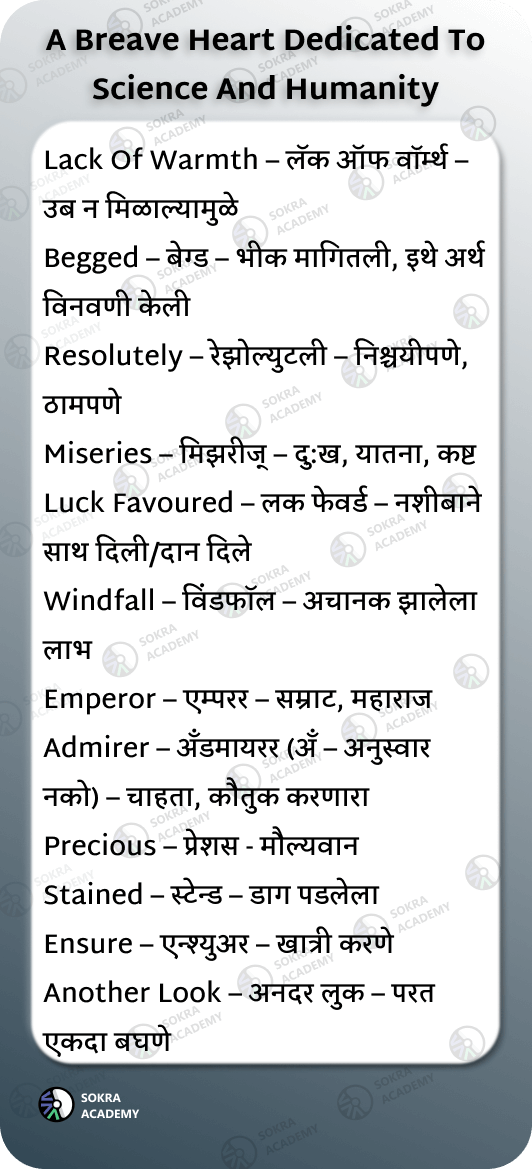 A Breave Heart Dedicated To
Science And Humanity
Lack Of Warmth – लॅक ऑफ वॉर्म्थ –
उब न मिळाल्यामुळे
Begged – बेग्ड – भीक मागितली, इथे अर्थ
विनवणी केली
Resolutely – रेझोल्युटली – निश्चयीपणे,
ठामपणे
Miseries – मिझरीज् – दु:ख, यातना, कष्ट
Luck Favoured – लक फेवर्ड – नशीबाने
साथ दिली/दान दिले
Windfall – विंडफॉल – अचानक झालेला
लाभ
Emperor – एम्परर – सम्राट, महाराज
Admirer – अँडमायरर (अँ – अनुस्वार
नको) – चाहता, कौतुक करणारा
Precious – प्रेशस - मौल्यवान
Stained – स्टेन्ड – डाग पडलेला
Ensure – एन्श्युअर – खात्री करणे
Another Look – अनदर लुक – परत
एकदा बघणे
SOKRA
ACADEMY